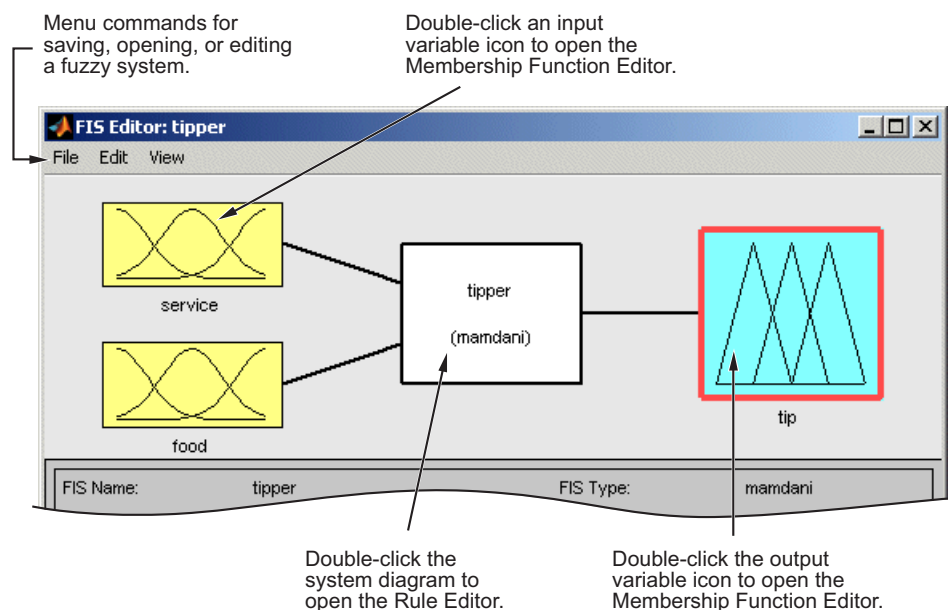 Menu commands for
saving, opening, or editing
a fuzzy system.
Double-click an input
variable icon to open the
Membership Function Editor.
FIS Editor: tipper
File Edit View
service
food
tipper
(mamdani)
tip
FIS Name: tipper FIS Type: mamdani
Double-click the
system diagram to
open the Rule Editor.
Double-click the output
variable icon to open the
Membership Function Editor.